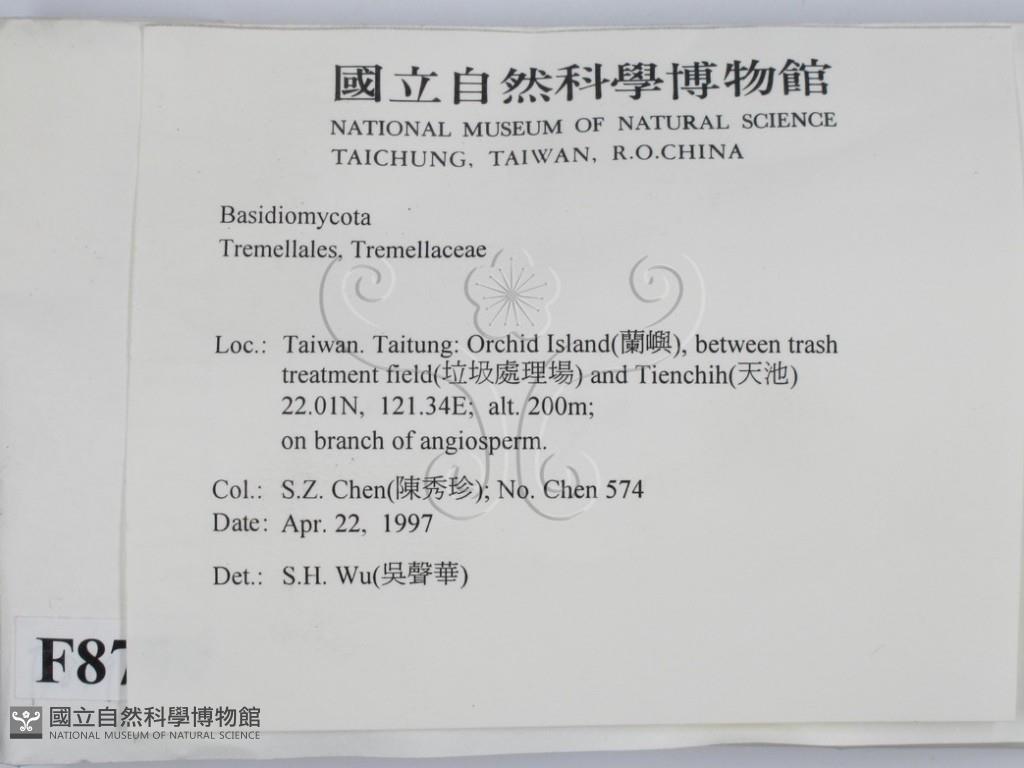 國立自然科學博物館
NATIONAL MUSEUM OF NATURAL SCIENCE
TAICHUNG, TAIWAN, R.O.CHINA
Basidiomycota
Tremellales, Tremellaceae
Loc.: Taiwan. Taitung: Orchid Island(蘭嶼), between trash
treatment field(垃圾處理場) and Tienchih(天池)
22.01N, 121.34E; alt. 200m;
on branch of angiosperm.
Col.: S.Z. Chen(陳秀珍); No. Chen 574
Date: Apr. 22, 1997
Det.: S.H. Wu(吳聲華)
F87
國立自然科學博物館
NATIONAL MUSEUM OF NATURAL SCIENCE